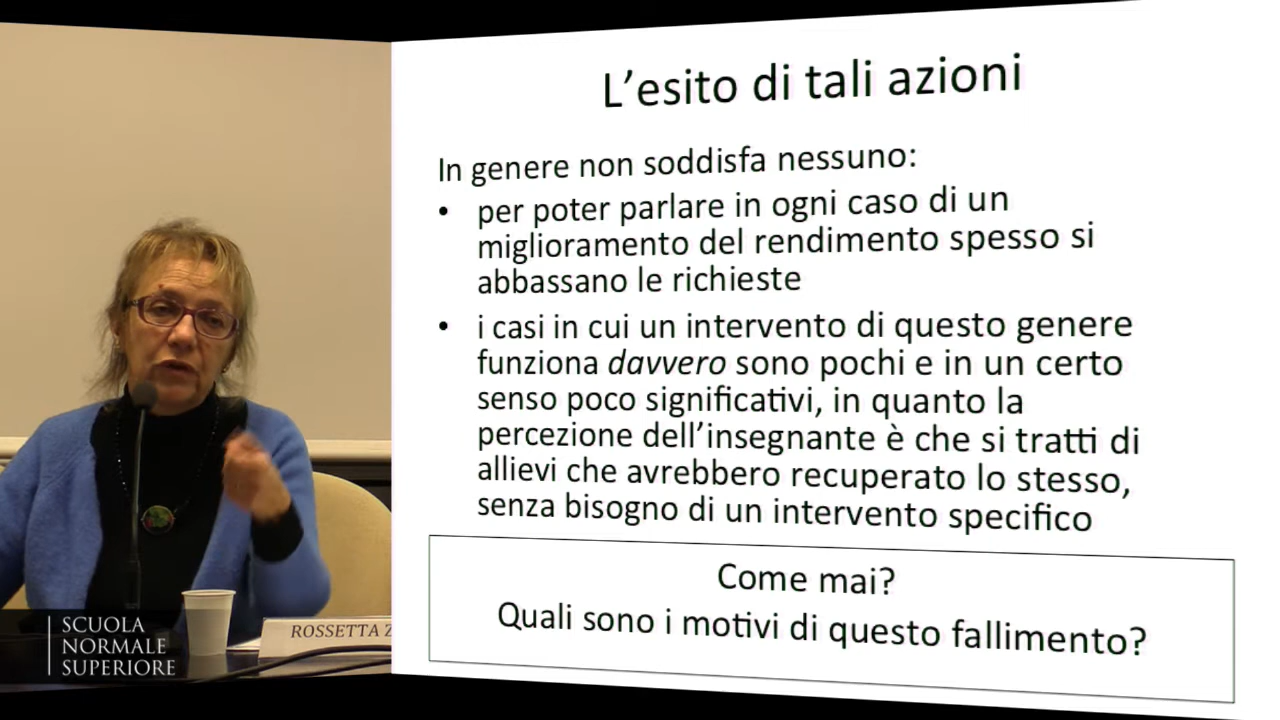 L'esito di tali azioni
In genere non soddisfa nessuno:
• per poter parlare in ogni caso di un
miglioramento del rendimento spesso si
abbassano le richieste
• i casi in cui un intervento di questo genere
funziona davvero sono pochi e in un certo
senso poco significativi, in quanto la
percezione dell'insegnante è che si tratti di
allievi che avrebbero recuperato lo stesso,
senza bisogno di un intervento specifico
Come mai?
Quali sono i motivi di questo fallimento?
ROSSETTA Z
SCUOLA
NORMALE
SUPERIORE